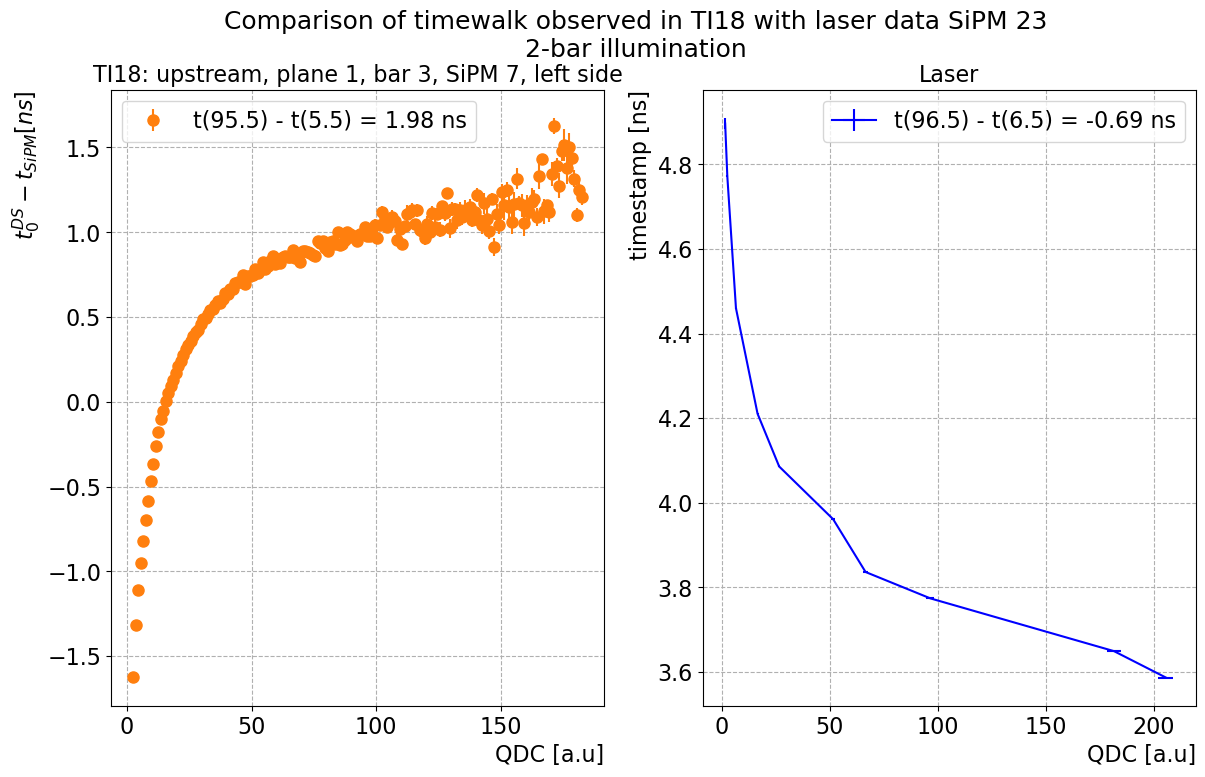 Comparison of timewalk observed in TI18 with laser data SiPM 23
2-bar illumination
TI18: upstream, plane 1, bar 3, SiPM 7, left side
t(95.5) - t(5.5) = 1.98 ns
t₀ᴰˢ − t_SiPM[ns]
1.5
1.0
0.5
0.0
−0.5
−1.0
−1.5
0 50 100 150
QDC [a.u]
Laser
t(96.5) - t(6.5) = -0.69 ns
timestamp [ns]
4.8
4.6
4.4
4.2
4.0
3.8
3.6
0 50 100 150 200
QDC [a.u]